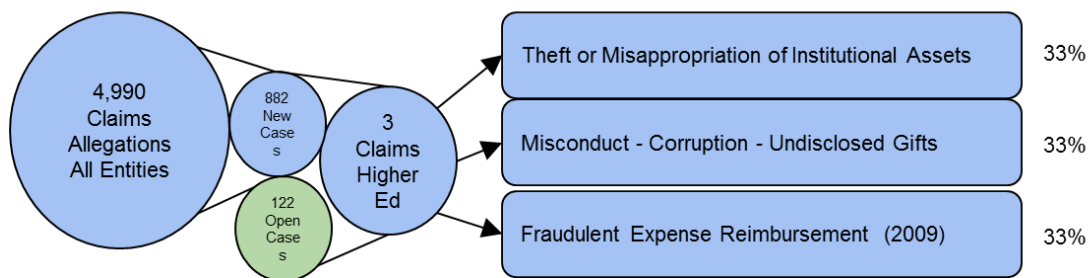 4,990
Claims
Allegations
All Entities
882
New
Case
s
122
Open
Case
s
3
Claims
Higher
Ed
Theft or Misappropriation of Institutional Assets
33%
Misconduct - Corruption - Undisclosed Gifts
33%
Fraudulent Expense Reimbursement (2009)
33%